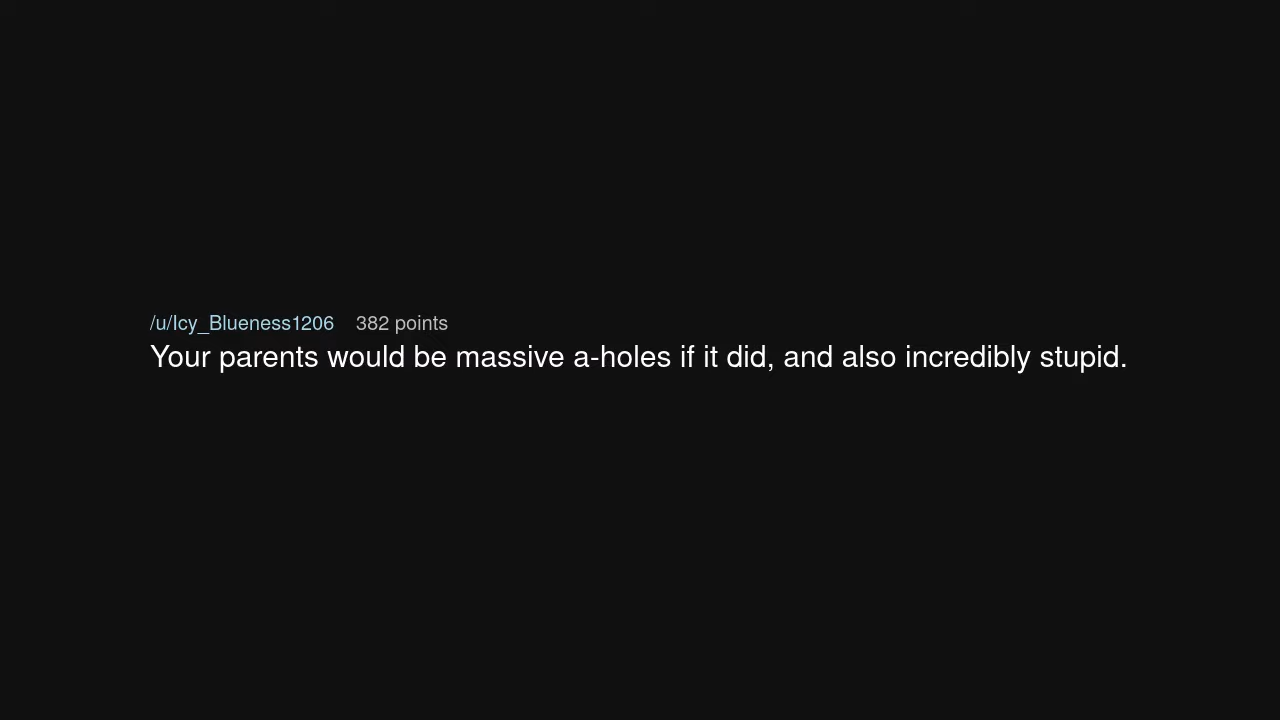 /u/Icy_Blueness1206 382 points
Your parents would be massive a-holes if it did, and also incredibly stupid.